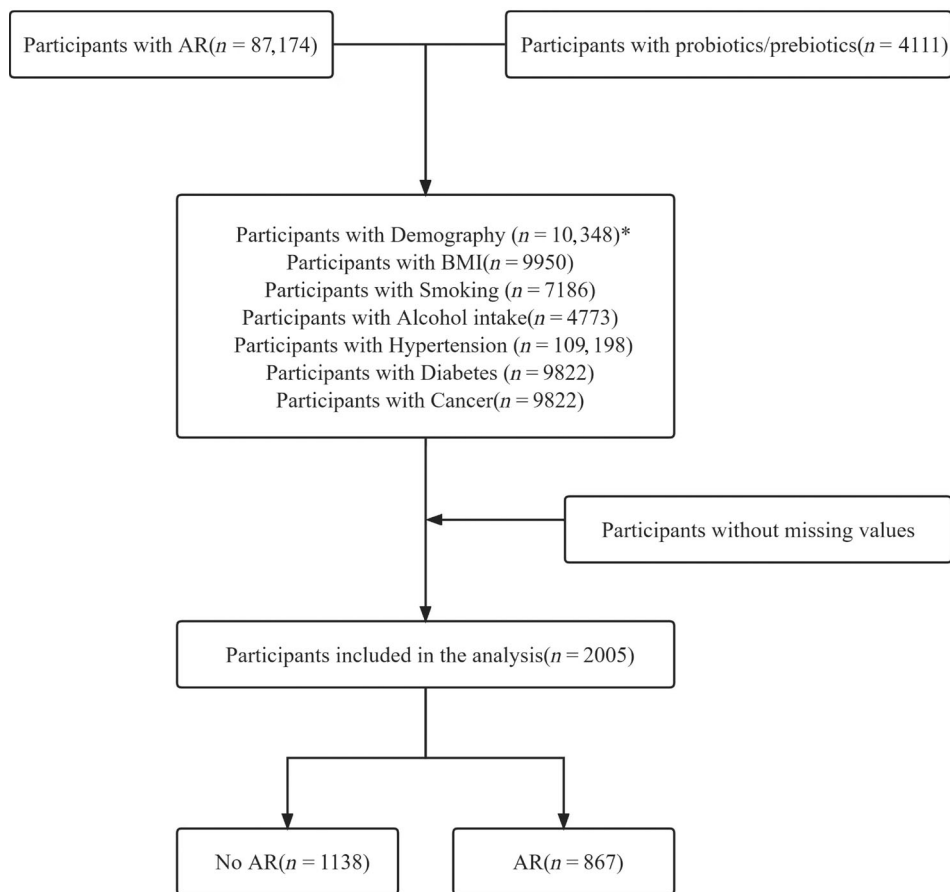 Participants with AR(n = 87,174)
Participants with probiotics/prebiotics(n = 4111)
Participants with Demography (n = 10,348)*
Participants with BMI(n = 9950)
Participants with Smoking (n = 7186)
Participants with Alcohol intake(n = 4773)
Participants with Hypertension (n = 109,198)
Participants with Diabetes (n = 9822)
Participants with Cancer(n = 9822)
Participants without missing values
Participants included in the analysis(n = 2005)
No AR(n = 1138)
AR(n = 867)